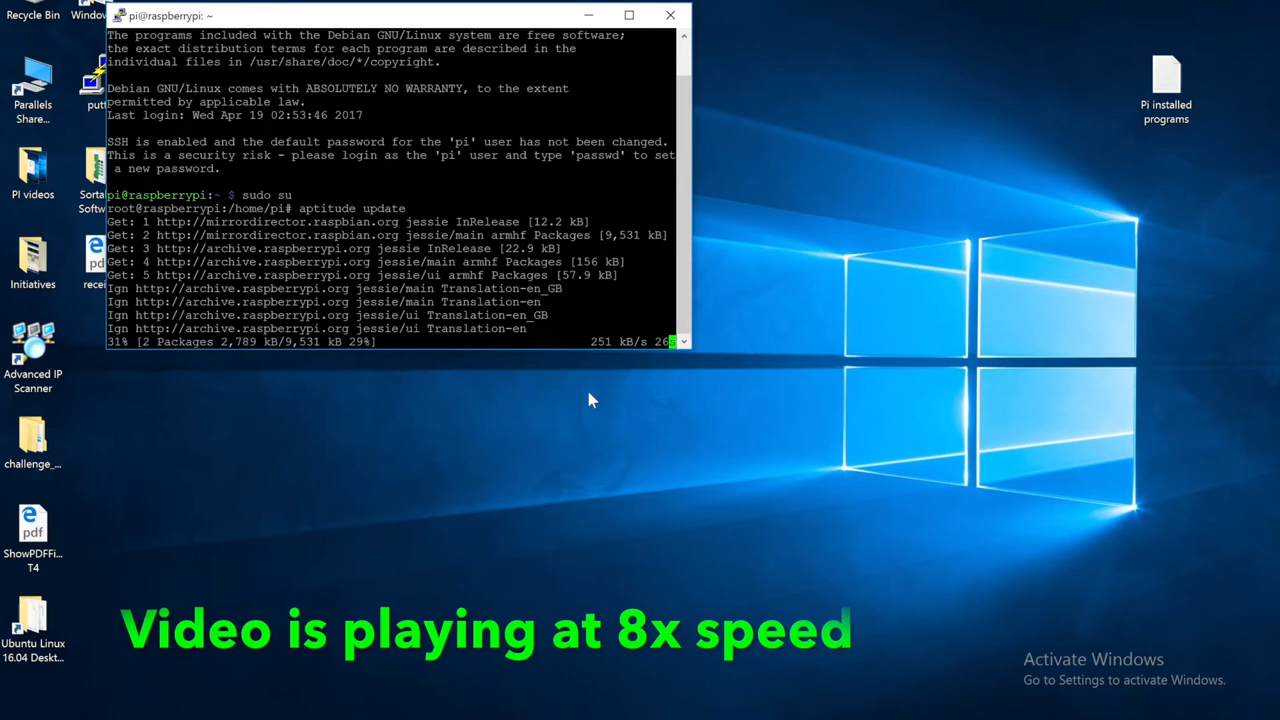 Recycle Bin
Window
Parallels
Share...
putt
PI videos
Sorta
Softw
Initiatives
pdf
rece
Advanced IP
Scanner
challenge_...
pdf
ShowPDFFi...
T4
Ubuntu Linux
16.04 Deskt...
pi@raspberrypi: ~
The programs included with the Debian GNU/Linux system are free software;
the exact distribution terms for each program are described in the
individual files in /usr/share/doc/*/copyright.
Debian GNU/Linux comes with ABSOLUTELY NO WARRANTY, to the extent
permitted by applicable law.
Last login: Wed Apr 19 02:53:46 2017
SSH is enabled and the default password for the 'pi' user has not been changed.
This is a security risk - please login as the 'pi' user and type 'passwd' to set
a new password.
pi@raspberrypi:~ $ sudo su
root@raspberrypi:/home/pi# aptitude update
Get: 1 http://mirrordirector.raspbian.org jessie InRelease [12.2 kB]
Get: 2 http://mirrordirector.raspbian.org jessie/main armhf Packages [9,531 kB]
Get: 3 http://archive.raspberrypi.org jessie InRelease [22.9 kB]
Get: 4 http://archive.raspberrypi.org jessie/main armhf Packages [156 kB]
Get: 5 http://archive.raspberrypi.org jessie/ui armhf Packages [57.9 kB]
Ign http://archive.raspberrypi.org jessie/main Translation-en_GB
Ign http://archive.raspberrypi.org jessie/main Translation-en
Ign http://archive.raspberrypi.org jessie/ui Translation-en_GB
Ign http://archive.raspberrypi.org jessie/ui Translation-en
31% [2 Packages 2,789 kB/9,531 kB 29%] 251 kB/s 26s
Pi installed
programs
Video is playing at 8x speed
Activate Windows
Go to Settings to activate Windows.